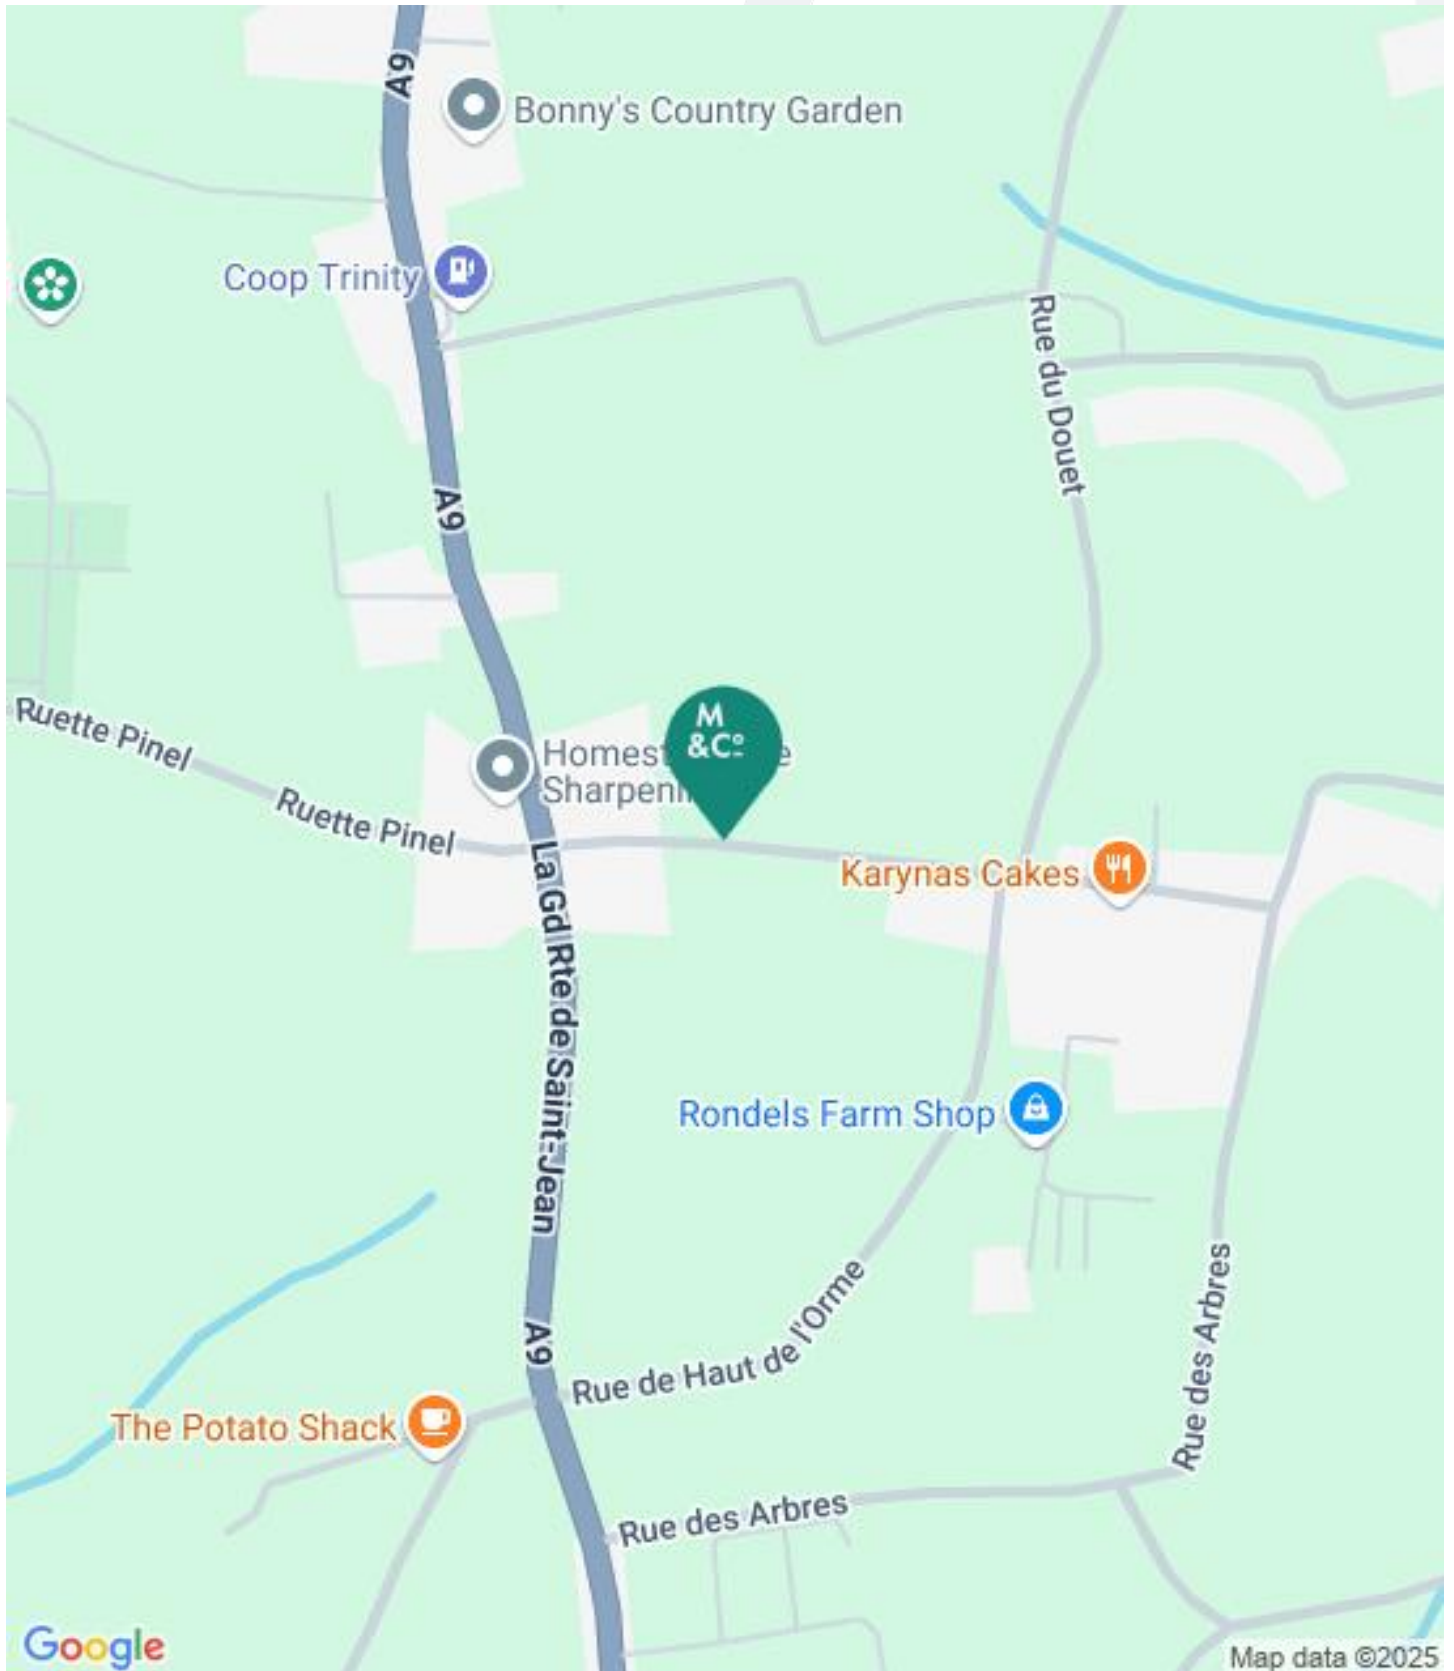 A9
Bonny's Country Garden
Coop Trinity
Rue du Douet
A9
M
&Cº
Ruette Pinel
Sharpeni
Ruette Pinel
La Gd Rte de Saint-Jean
Karynas Cakes
Rondels Farm Shop
A9
Rue de Haut de l'Orme
Rue des Arbres
The Potato Shack
Rue des Arbres
Google
Map data ©2025